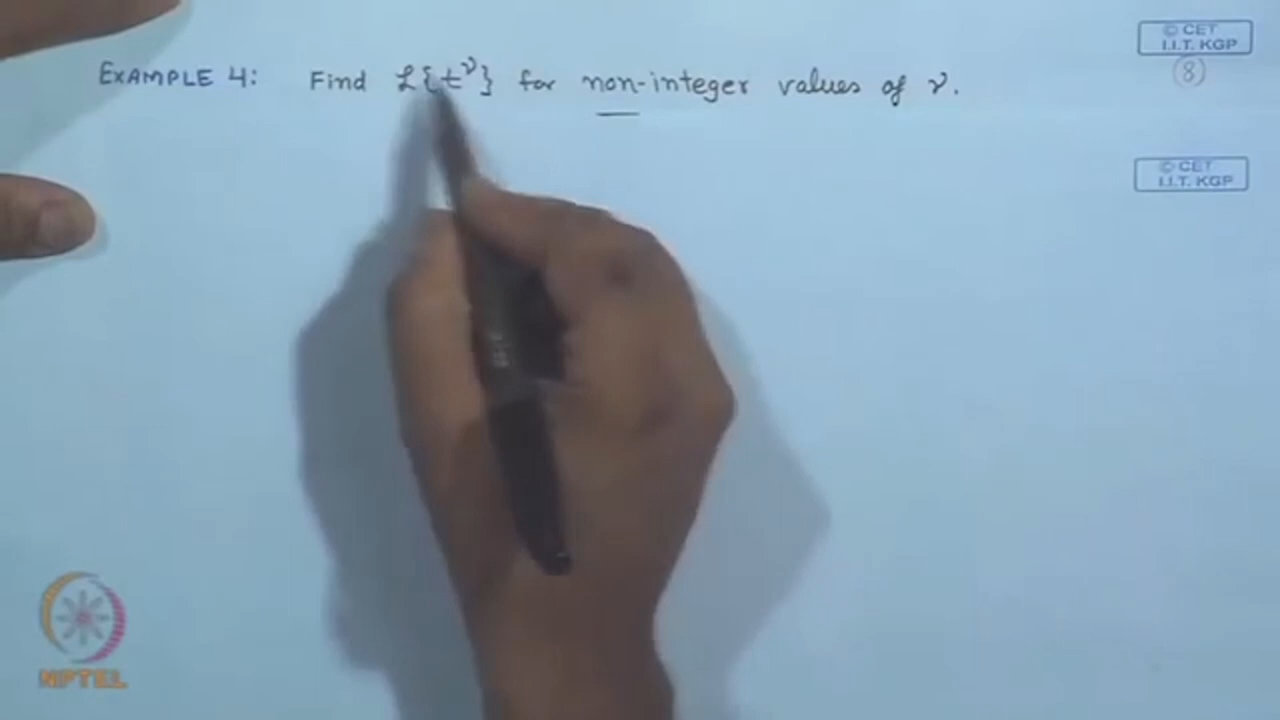 © CET
I.I.T. KGP
8
EXAMPLE 4: Find ℒ{t^ν} for non-integer values of ν.
© CET
I.I.T. KGP
NPTEL